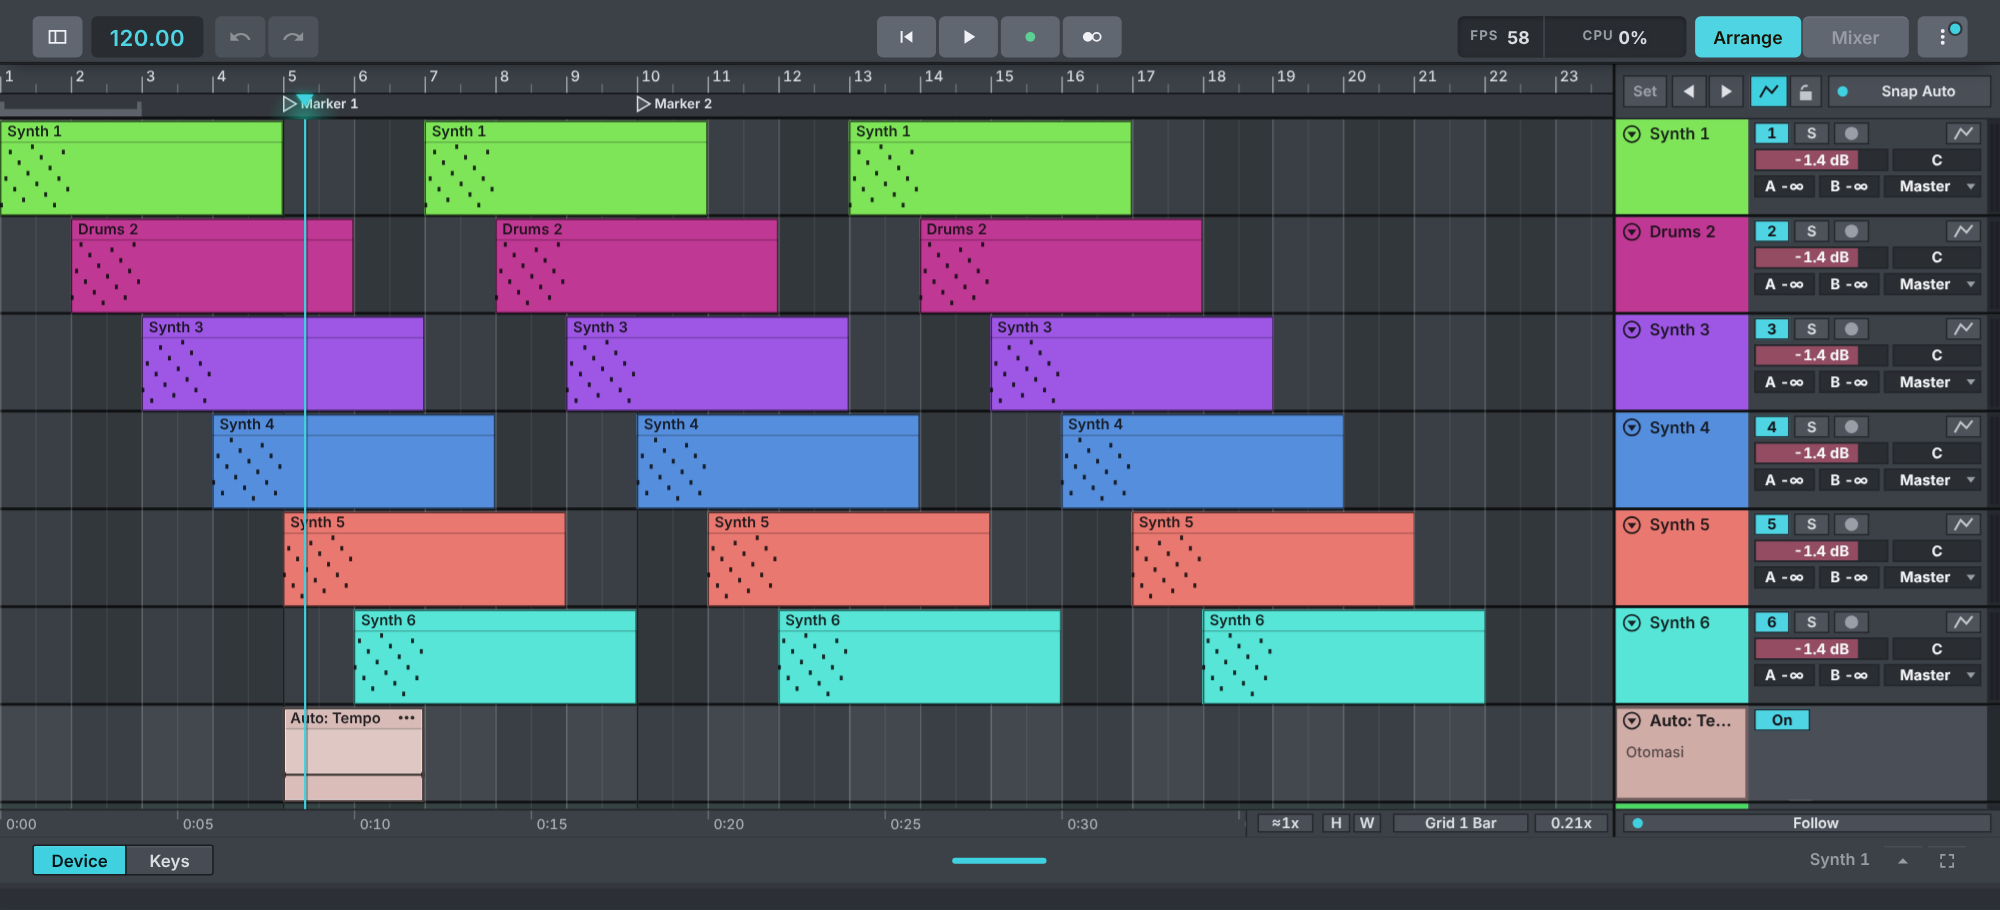 120.00
FPS 58
CPU 0%
Arrange
Mixer
1 2 3 4 5 6 7 8 9 10 11 12 13 14 15 16 17 18 19 20 21 22 23
Marker 1
Marker 2
Set
Snap Auto
Synth 1 Synth 1 Synth 1
Synth 1 1 S
-1.4 dB C
A -∞ B -∞ Master
Drums 2 Drums 2 Drums 2
Drums 2 2 S
-1.4 dB C
A -∞ B -∞ Master
Synth 3 Synth 3 Synth 3
Synth 3 3 S
-1.4 dB C
A -∞ B -∞ Master
Synth 4 Synth 4 Synth 4
Synth 4 4 S
-1.4 dB C
A -∞ B -∞ Master
Synth 5 Synth 5 Synth 5
Synth 5 5 S
-1.4 dB C
A -∞ B -∞ Master
Synth 6 Synth 6 Synth 6
Synth 6 6 S
-1.4 dB C
A -∞ B -∞ Master
Auto: Tempo ···
Auto: Te... On
Otomasi
0:00 0:05 0:10 0:15 0:20 0:25 0:30
≈1x H W Grid 1 Bar 0.21x
Follow
Device Keys
Synth 1